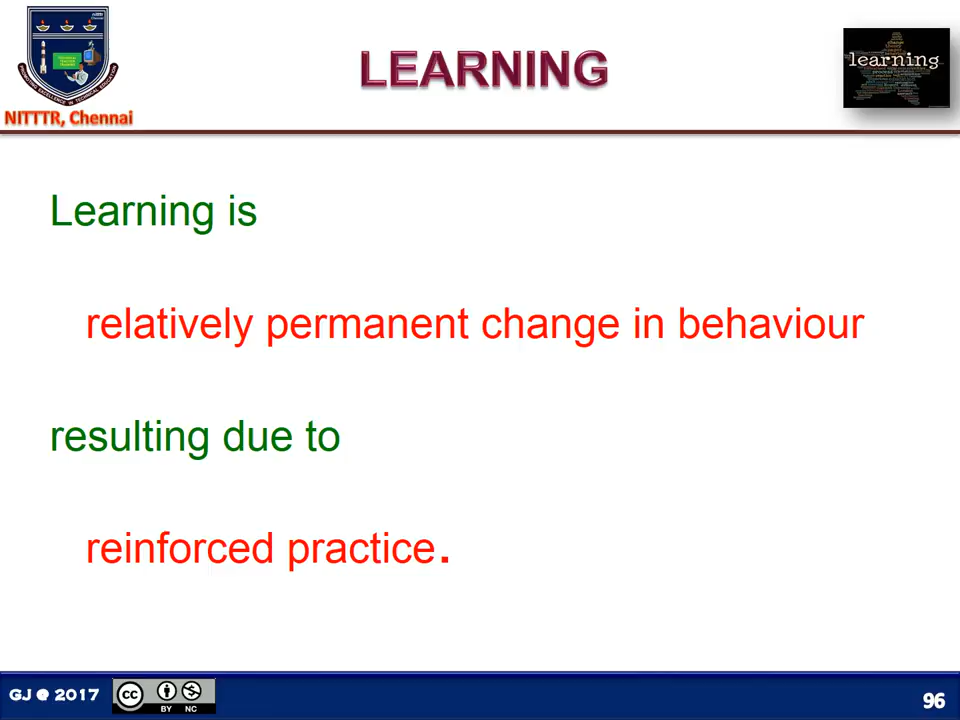 LEARNING
learning
NITTTR, Chennai
Learning is
relatively permanent change in behaviour
resulting due to
reinforced practice.
GJ @ 2017
cc
BY NC
96